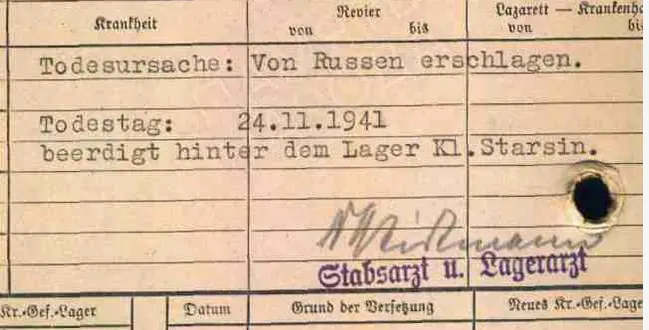 Krankheit
Revier
von bis
Lazarett — Krankenh
von bi
Todesursache: Von Russen erschlagen.
Todestag: 24.11.1941
beerdigt hinter dem Lager Kl.Starsin.
Stabsarzt u. Lagerarzt
Kr.-Gef.-Lager
Datum
Grund der Versetzung
Neues Kr.-Gef.-Lage